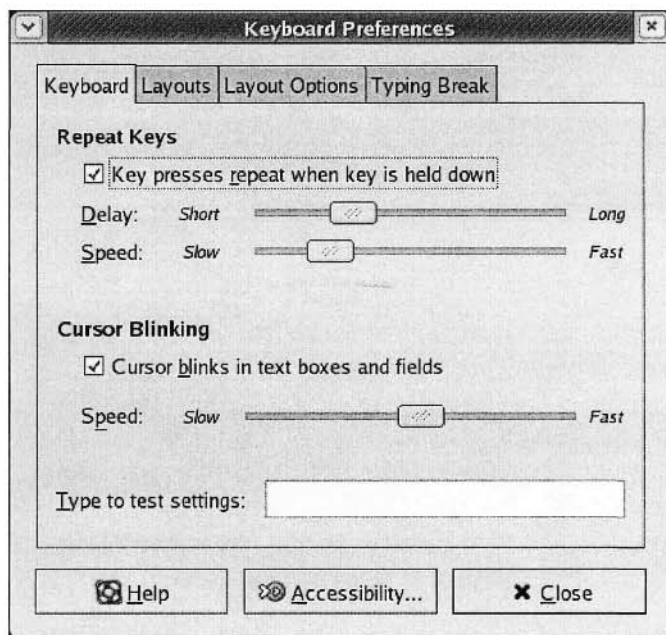 Keyboard Preferences
Keyboard Layouts Layout Options Typing Break
Repeat Keys
Key presses repeat when key is held down
Delay: Short Long
Speed: Slow Fast
Cursor Blinking
Cursor blinks in text boxes and fields
Speed: Slow Fast
Type to test settings:
Help Accessibility... Close